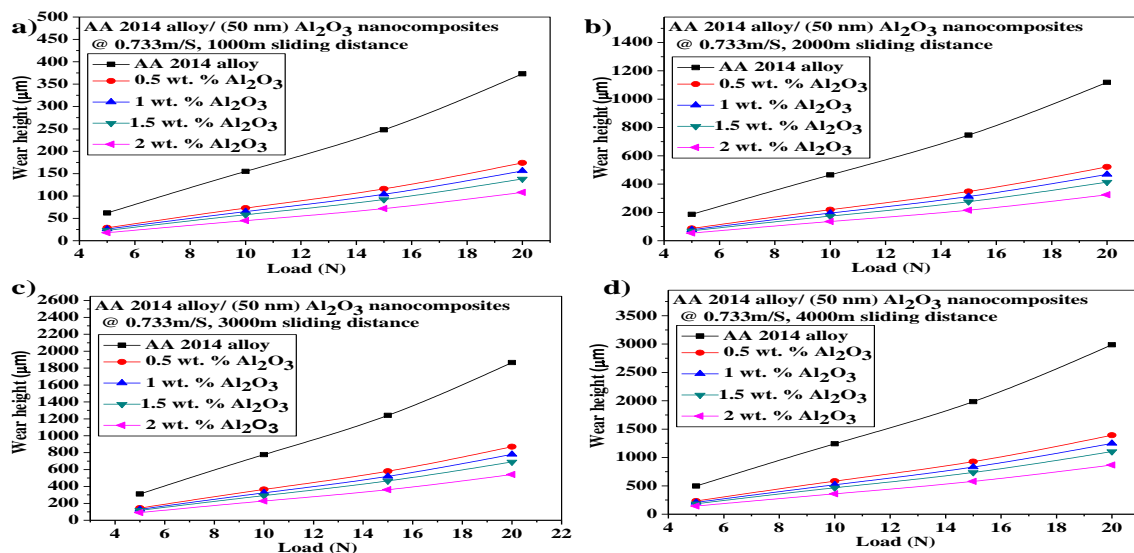 a)
AA 2014 alloy/ (50 nm) Al2O3 nanocomposites
@ 0.733m/S, 1000m sliding distance
AA 2014 alloy
0.5 wt. % Al2O3
1 wt. % Al2O3
1.5 wt. % Al2O3
2 wt. % Al2O3
Wear height (μm)
500
450
400
350
300
250
200
150
100
50
0
4 6 8 10 12 14 16 18 20
Load (N)
b)
AA 2014 alloy/ (50 nm) Al2O3 nanocomposites
@ 0.733m/S, 2000m sliding distance
AA 2014 alloy
0.5 wt. % Al2O3
1 wt. % Al2O3
1.5 wt. % Al2O3
2 wt. % Al2O3
Wear height (μm)
1400
1200
1000
800
600
400
200
0
4 6 8 10 12 14 16 18 20
Load (N)
c)
AA 2014 alloy/ (50 nm) Al2O3 nanocomposites
@ 0.733m/S, 3000m sliding distance
AA 2014 alloy
0.5 wt. % Al2O3
1 wt. % Al2O3
1.5 wt. % Al2O3
2 wt. % Al2O3
Wear height (μm)
2600
2400
2200
2000
1800
1600
1400
1200
1000
800
600
400
200
0
4 6 8 10 12 14 16 18 20 22
Load (N)
d)
AA 2014 alloy/ (50 nm) Al2O3 nanocomposites
@ 0.733m/S, 4000m sliding distance
AA 2014 alloy
0.5 wt. % Al2O3
1 wt. % Al2O3
1.5 wt. % Al2O3
2 wt. % Al2O3
Wear height (μm)
3500
3000
2500
2000
1500
1000
500
0
4 6 8 10 12 14 16 18 20
Load (N)